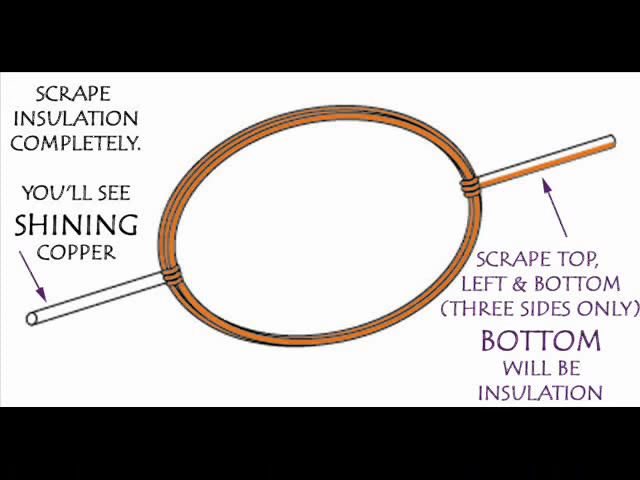 SCRAPE
INSULATION
COMPLETELY.
YOU'LL SEE
SHINING
COPPER
SCRAPE TOP,
LEFT & BOTTOM
(THREE SIDES ONLY)
BOTTOM
WILL BE
INSULATION